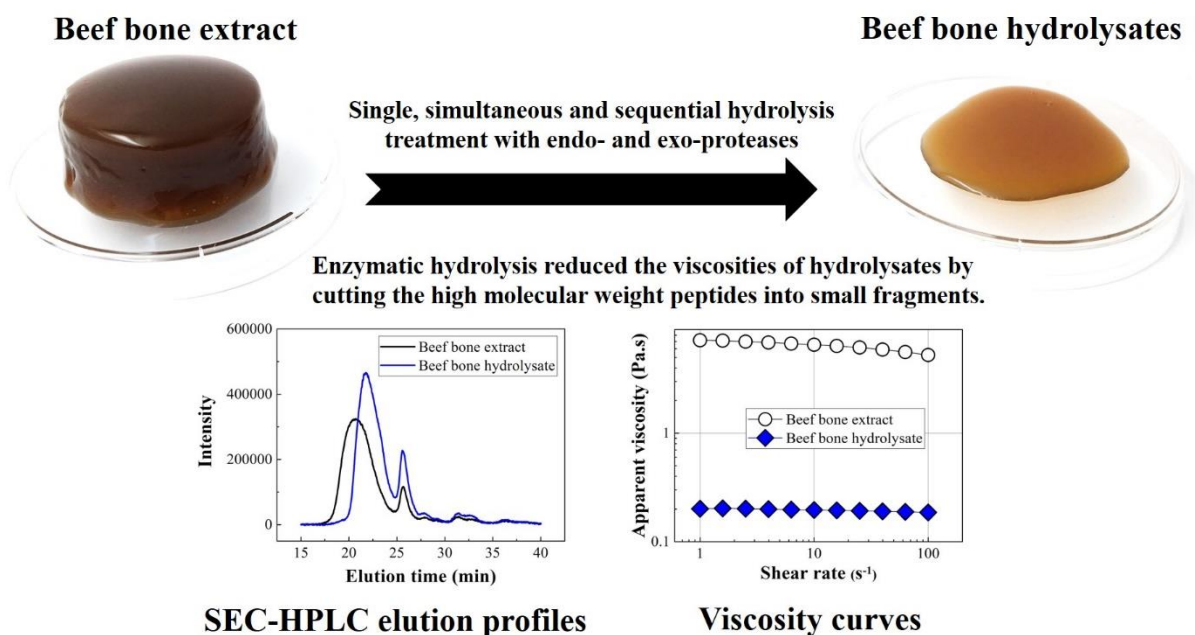 Beef bone extract
Beef bone hydrolysates
Single, simultaneous and sequential hydrolysis
treatment with endo- and exo-proteases
Enzymatic hydrolysis reduced the viscosities of hydrolysates by
cutting the high molecular weight peptides into small fragments.
600000
400000
200000
0
Intensity
Beef bone extract
Beef bone hydrolysate
15 20 25 30 35 40
Elution time (min)
SEC-HPLC elution profiles
Apparent viscosity (Pa.s)
1
0.1
Beef bone extract
Beef bone hydrolysate
1 10 100
Shear rate (s⁻¹)
Viscosity curves